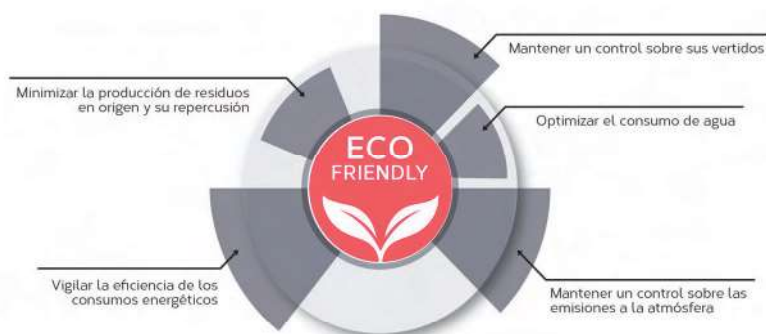 Mantener un control sobre sus vertidos
Minimizar la producción de residuos
en origen y su repercusión
Optimizar el consumo de agua
ECO
FRIENDLY
Vigilar la eficiencia de los
consumos energéticos
Mantener un control sobre las
emisiones a la atmósfera